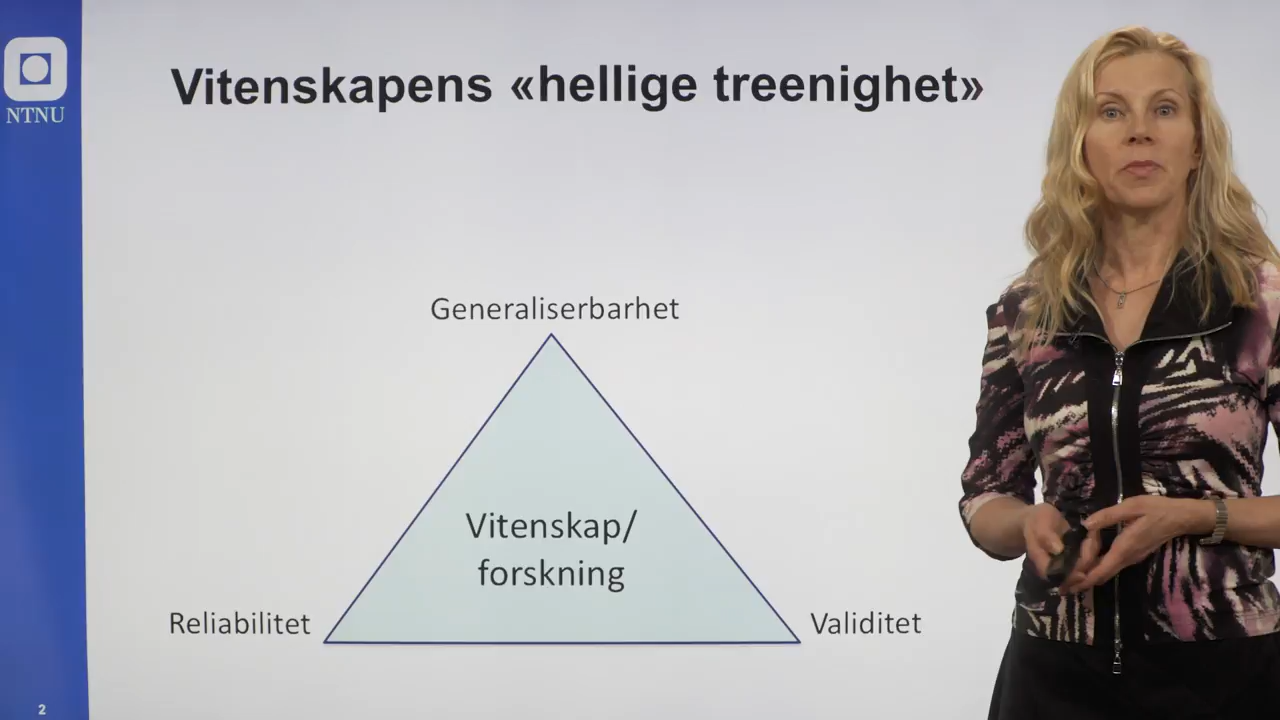 NTNU
Vitenskapens «hellige treenighet»
Generaliserbarhet
Vitenskap/
forskning
Reliabilitet
Validitet
2